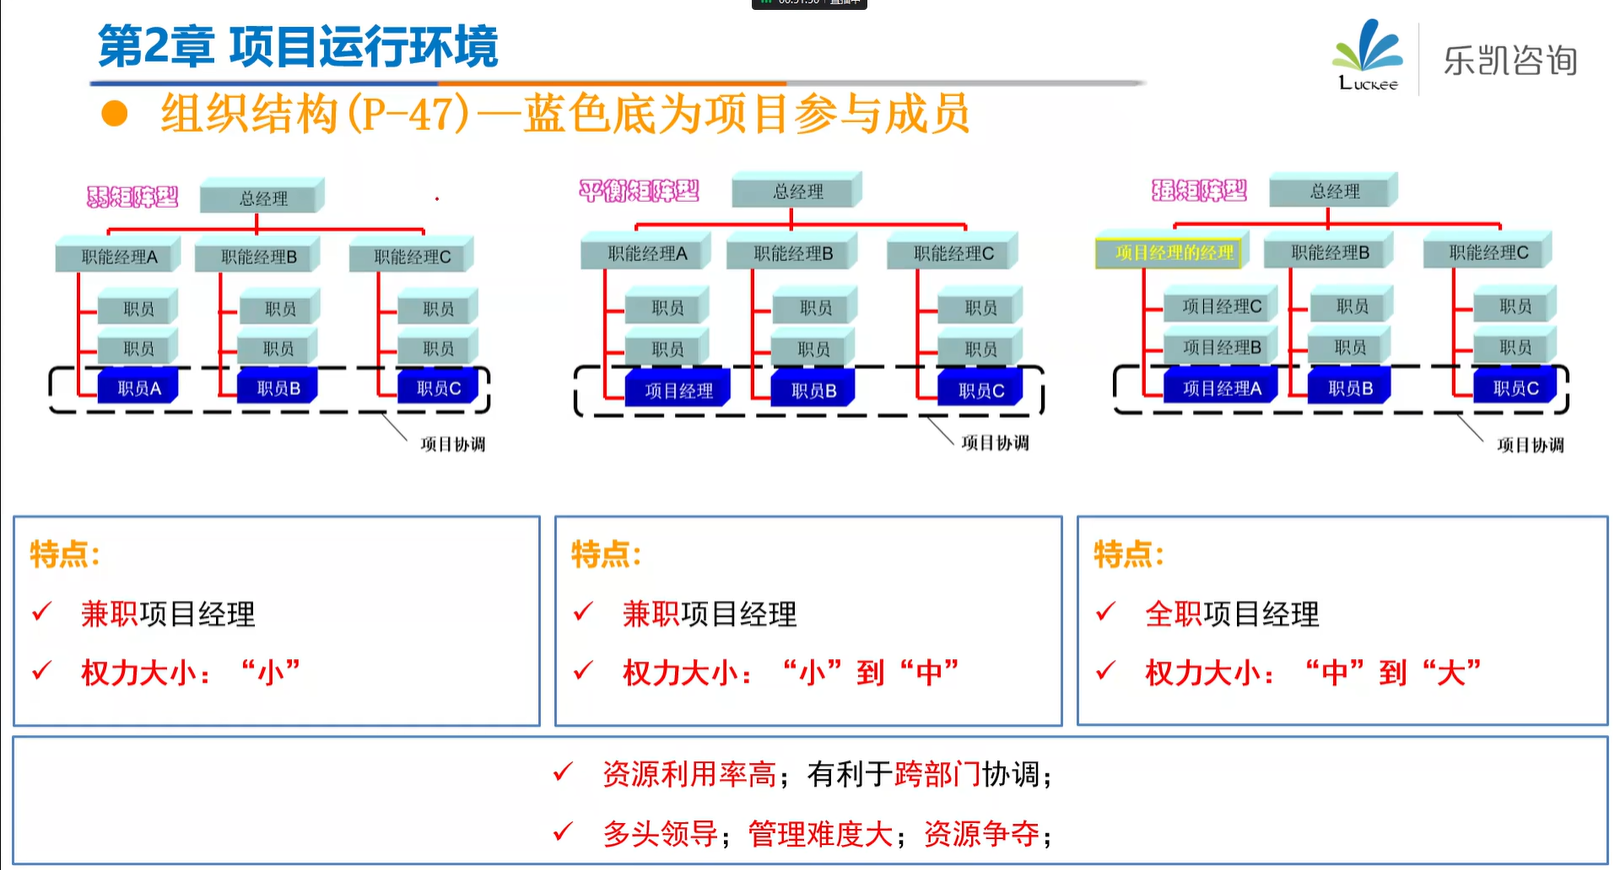 第2章 项目运行环境
Luckee
乐凯咨询
● 组织结构(P-47)—蓝色底为项目参与成员
弱矩阵型
总经理
职能经理A
职能经理B
职能经理C
职员
职员
职员
职员
职员
职员
职员A
职员B
职员C
项目协调
平衡矩阵型
总经理
职能经理A
职能经理B
职能经理C
职员
职员
职员
职员
职员
职员
项目经理
职员B
职员C
项目协调
强矩阵型
总经理
项目经理的经理
职能经理B
职能经理C
项目经理C
职员
职员
项目经理B
职员
职员
项目经理A
职员B
职员C
项目协调
特点：
✓ 兼职项目经理
✓ 权力大小：“小”
特点：
✓ 兼职项目经理
✓ 权力大小：“小”到“中”
特点：
✓ 全职项目经理
✓ 权力大小：“中”到“大”
✓ 资源利用率高；有利于跨部门协调；
✓ 多头领导；管理难度大；资源争夺；